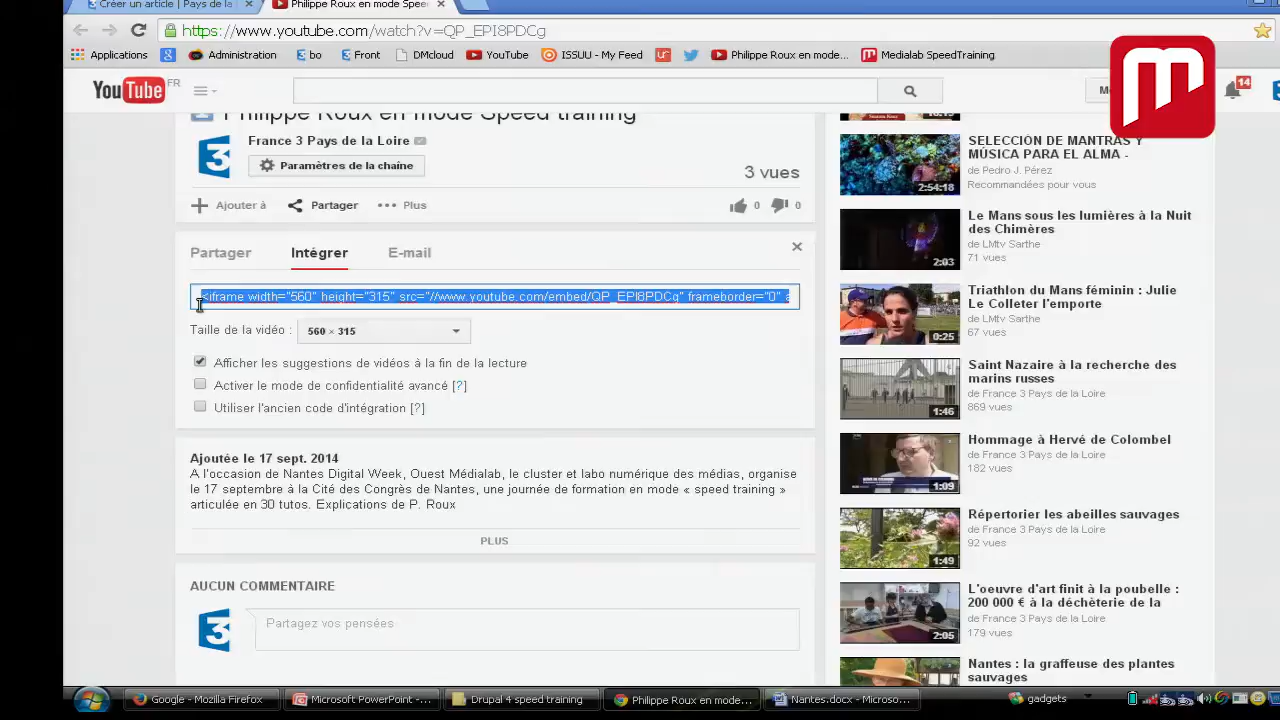 Créer un article | Pays de la
Philippe Roux en mode Spee
https://www.youtube.com/watch?v=QP_EPI8PDCg
Applications
Administration
bo
Front
Documents
YouTube
ISSUU - My Feed
Philippe Roux en mode...
Medialab SpeedTraining
YouTube FR
14
Philippe Roux en mode Speed training
France 3 Pays de la Loire
Paramètres de la chaîne
3 vues
Ajouter à
Partager
Plus
0
0
Partager
Intégrer
E-mail
<iframe width="560" height="315" src="//www.youtube.com/embed/QP_EPI8PDCg" frameborder="0" a
Taille de la vidéo :
560 × 315
Afficher les suggestions de vidéos à la fin de la lecture
Activer le mode de confidentialité avancé [?]
Utiliser l'ancien code d'intégration [?]
Ajoutée le 17 sept. 2014
A l'occasion de Nantes Digital Week, Ouest Médialab, le cluster et labo numérique des médias, organise
le 17 septembre à la Cité des Congrès de Nantes, une journée de formation en mode « speed training »
articulée en 30 tutos. Explications de P. Roux
PLUS
AUCUN COMMENTAIRE
Partagez vos pensées
SELECCIÓN DE MANTRAS Y
MÚSICA PARA EL ALMA -
de Pedro J. Pérez
Recommandées pour vous
2:54:18
Le Mans sous les lumières à la Nuit
des Chimères
de LMtv Sarthe
71 vues
2:03
Triathlon du Mans féminin : Julie
Le Colleter l'emporte
de LMtv Sarthe
67 vues
0:25
Saint Nazaire à la recherche des
marins russes
de France 3 Pays de la Loire
869 vues
1:46
Hommage à Hervé de Colombel
de France 3 Pays de la Loire
182 vues
1:09
Répertorier les abeilles sauvages
de France 3 Pays de la Loire
92 vues
1:49
L'oeuvre d'art finit à la poubelle :
200 000 € à la déchèterie de la
de France 3 Pays de la Loire
179 vues
2:05
Nantes : la graffeuse des plantes
sauvages
Google - Mozilla Firefox
Microsoft PowerPoint - ...
Drupal 4 speed training
Philippe Roux en mode...
Nantes.docx - Microso...
gadgets